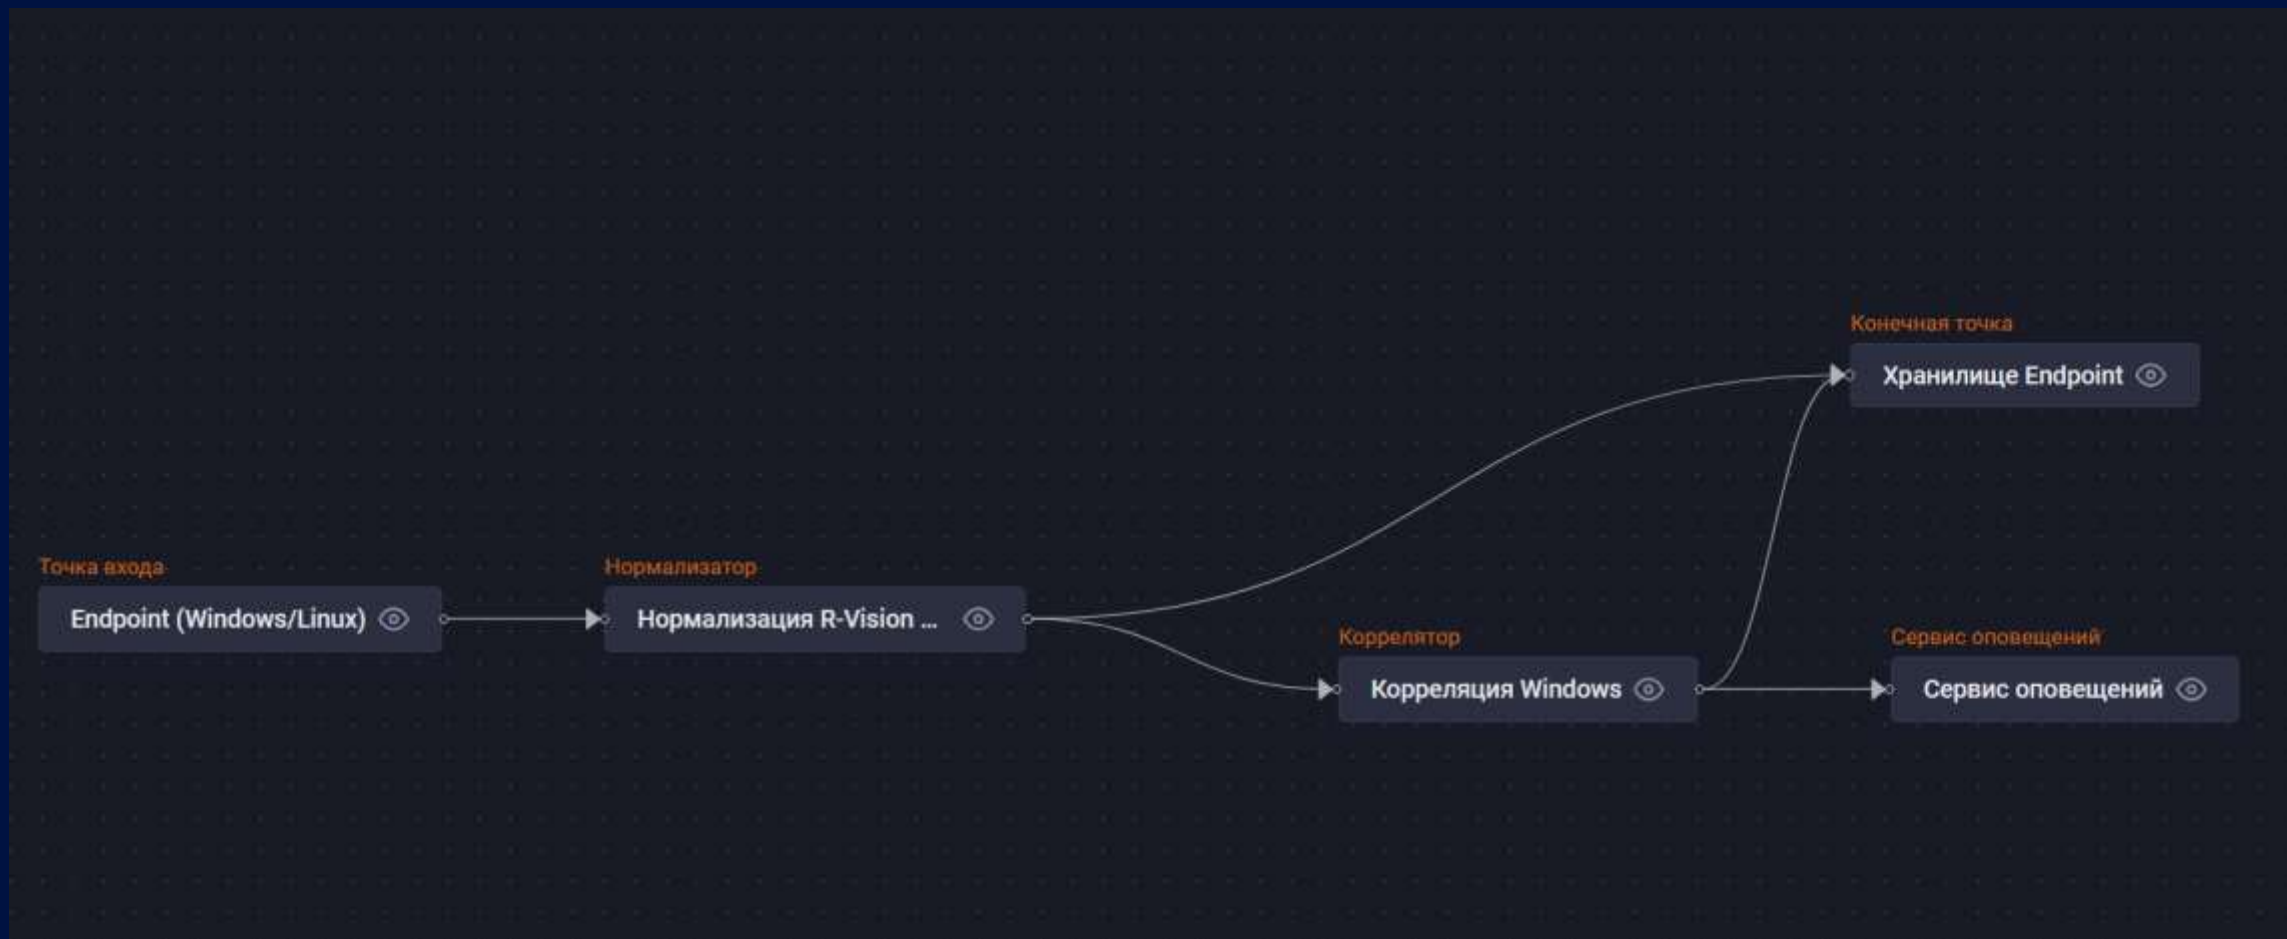 Конечная точка
Хранилище Endpoint
Точка входа
Endpoint (Windows/Linux)
Нормализатор
Нормализация R-Vision ...
Коррелятор
Корреляция Windows
Сервис оповещений
Сервис оповещений